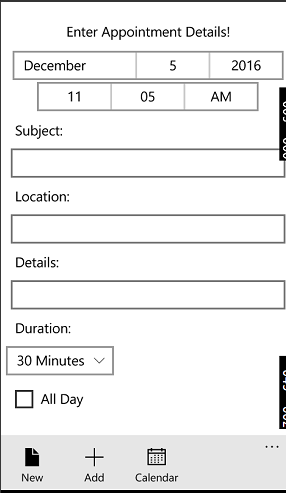 Enter Appointment Details!
December 5 2016
11 05 AM
Subject:
Location:
Details:
Duration:
30 Minutes
All Day
New Add Calendar